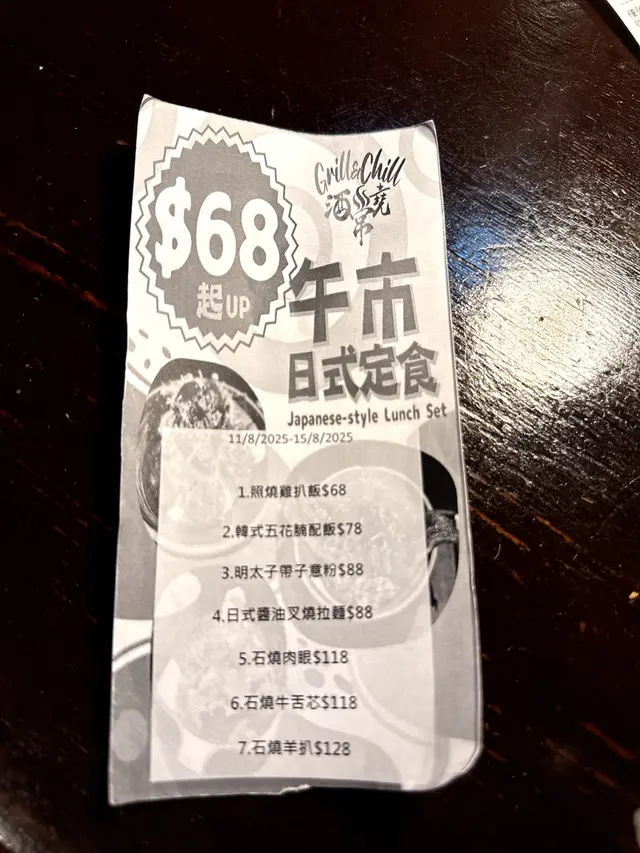 $68
起UP
Grill&Chill
酒燒
吊
午市
日式定食
Japanese-style Lunch Set
11/8/2025-15/8/2025
1.照燒雞扒飯$68
2.韓式五花腩配飯$78
3.明太子帶子意粉$88
4.日式醬油叉燒拉麵$88
5.石燒肉眼$118
6.石燒牛舌芯$118
7.石燒羊扒$128